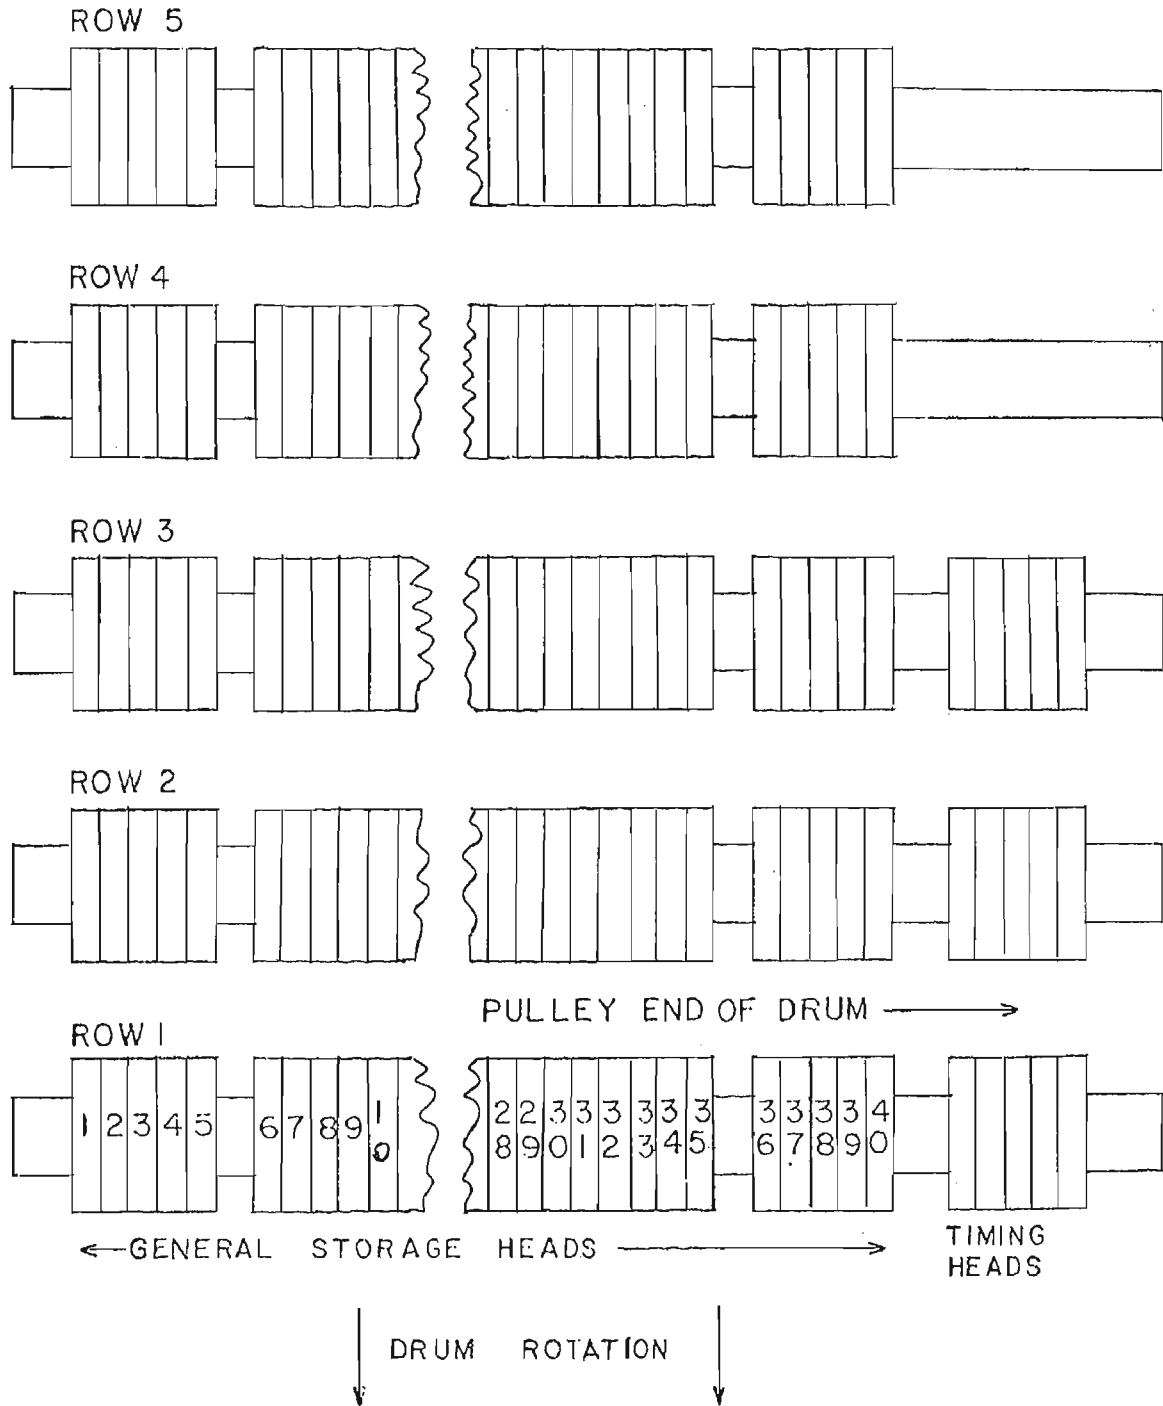 ROW 5
ROW 4
ROW 3
ROW 2
PULLEY END OF DRUM
ROW 1
1 2 3 4 5 6 7 8 9 10 28 29 30 31 32 33 34 35 36 37 38 39 40
GENERAL STORAGE HEADS
TIMING
HEADS
DRUM ROTATION